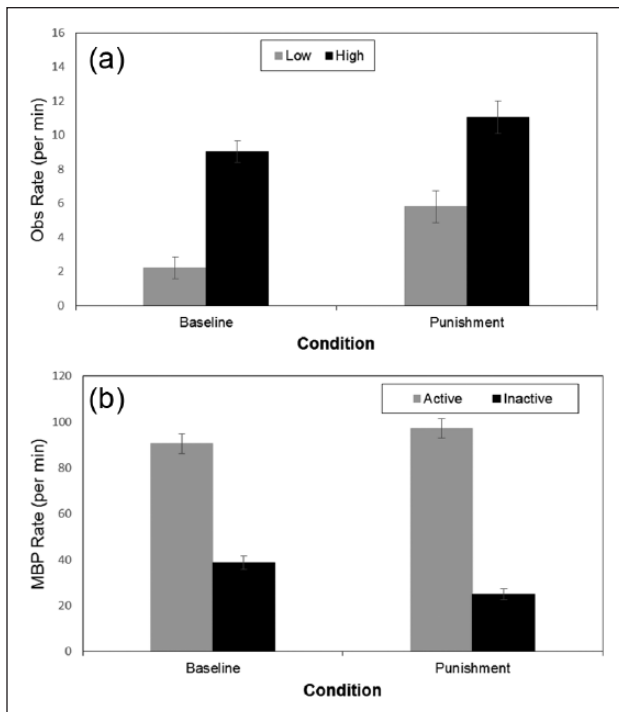 (a)
Low High
16
14
12
10
8
6
4
2
0
Obs Rate (per min)
Baseline Punishment
Condition
(b)
Active Inactive
120
100
80
60
40
20
0
MBP Rate (per min)
Baseline Punishment
Condition